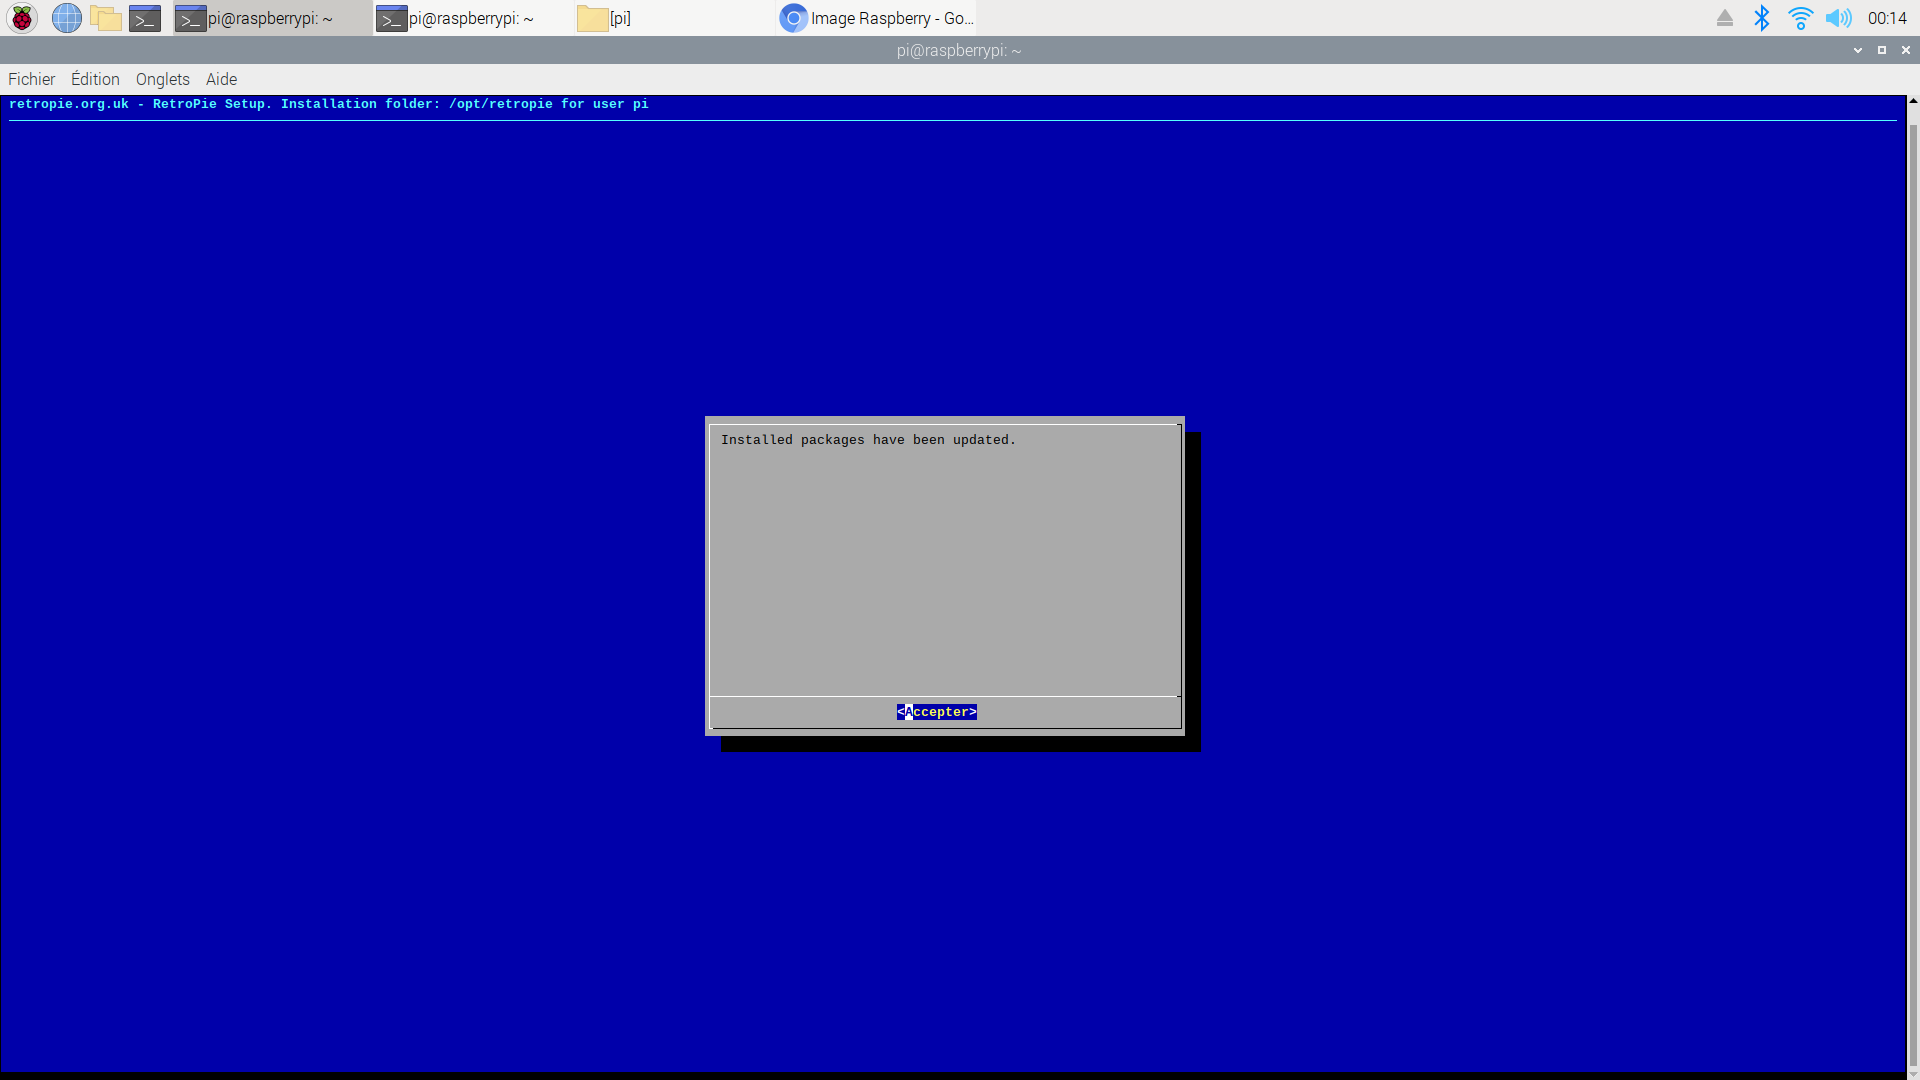 pi@raspberrypi: ~
pi@raspberrypi: ~
[pi]
Image Raspberry - Go...
00:14
pi@raspberrypi: ~
Fichier Édition Onglets Aide
retropie.org.uk - RetroPie Setup. Installation folder: /opt/retropie for user pi
Installed packages have been updated.
<Accepter>